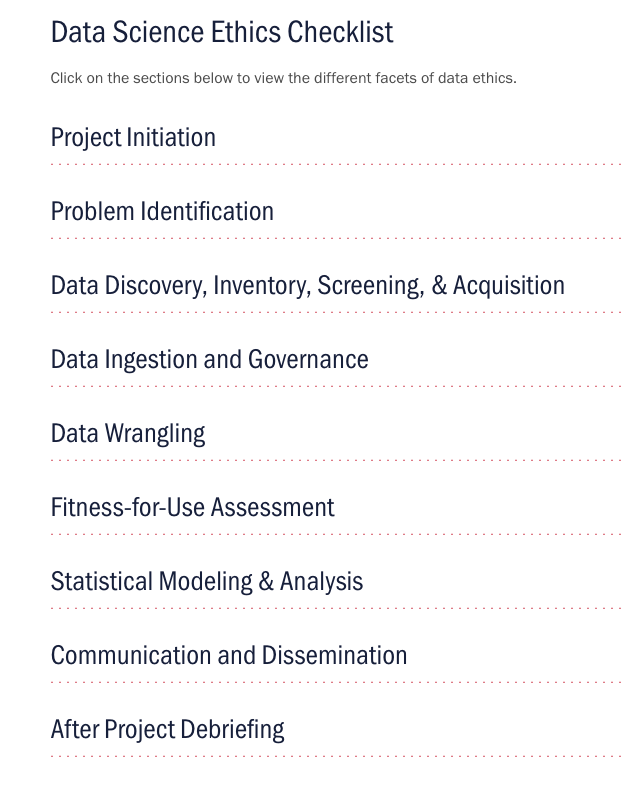 Data Science Ethics Checklist
Click on the sections below to view the different facets of data ethics.
Project Initiation
Problem Identification
Data Discovery, Inventory, Screening, & Acquisition
Data Ingestion and Governance
Data Wrangling
Fitness-for-Use Assessment
Statistical Modeling & Analysis
Communication and Dissemination
After Project Debriefing